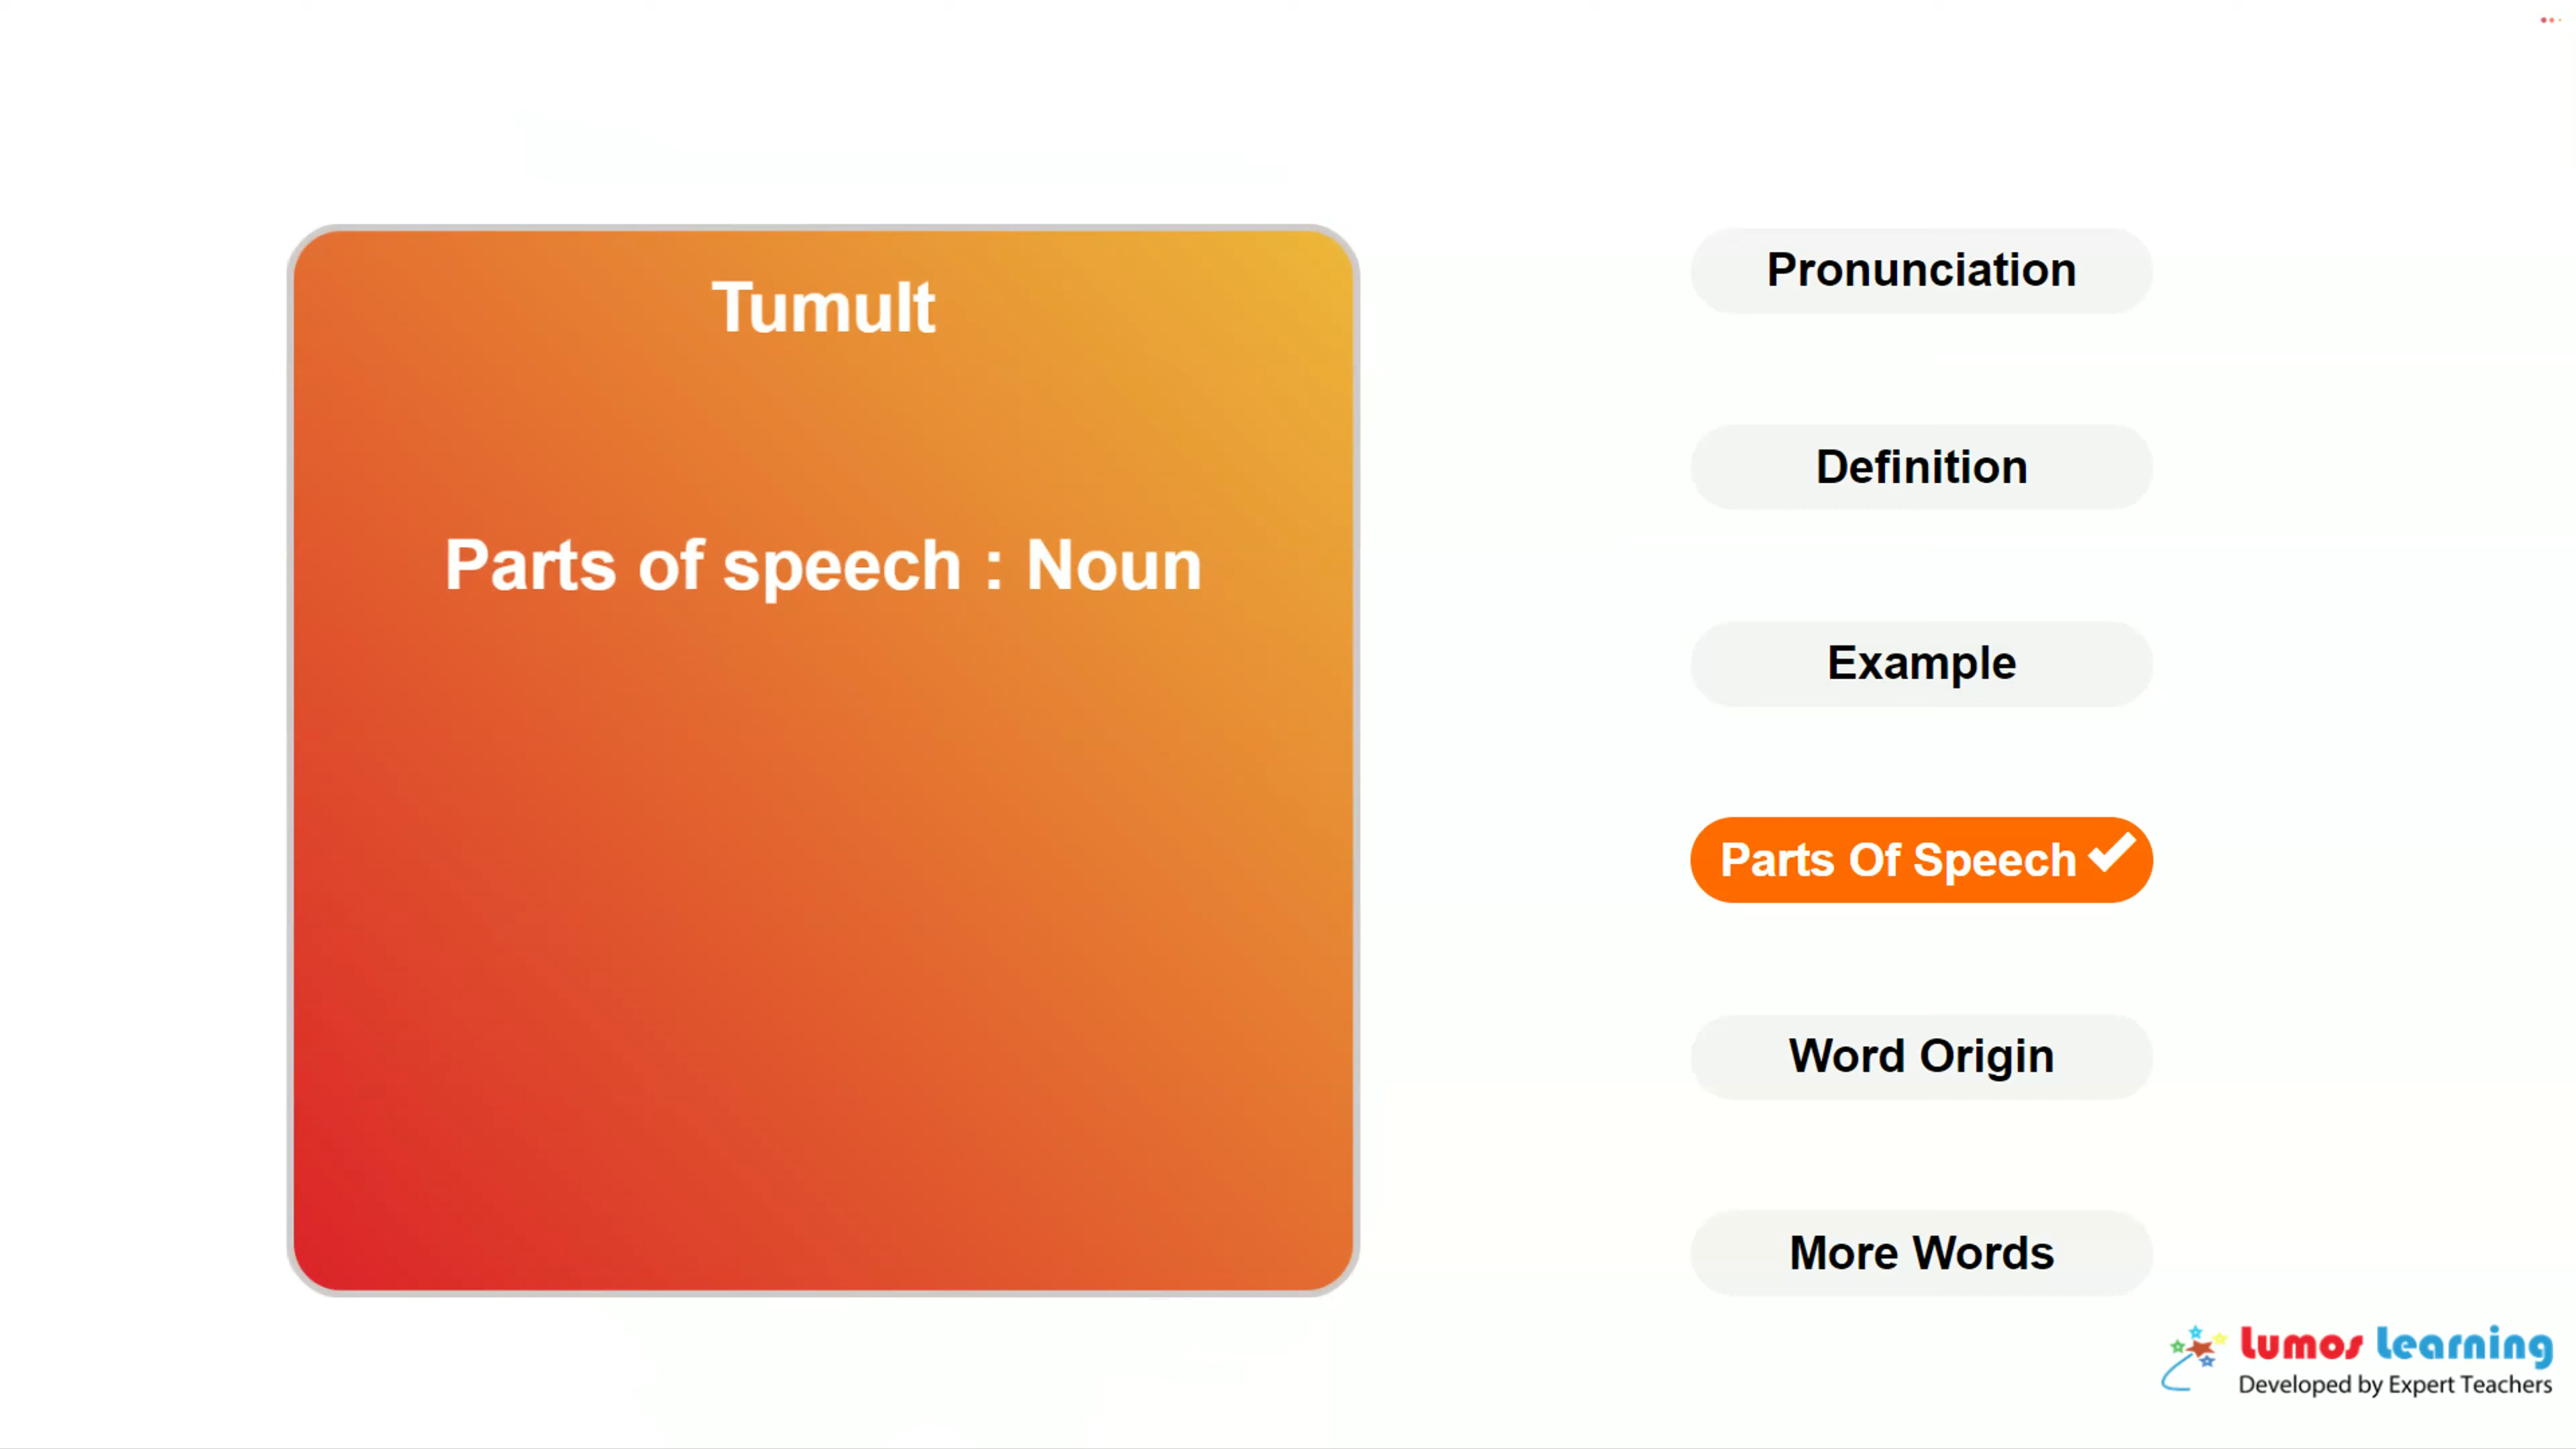 Tumult
Parts of speech : Noun
Pronunciation
Definition
Example
Parts Of Speech
Word Origin
More Words
Lumos Learning
Developed by Expert Teachers